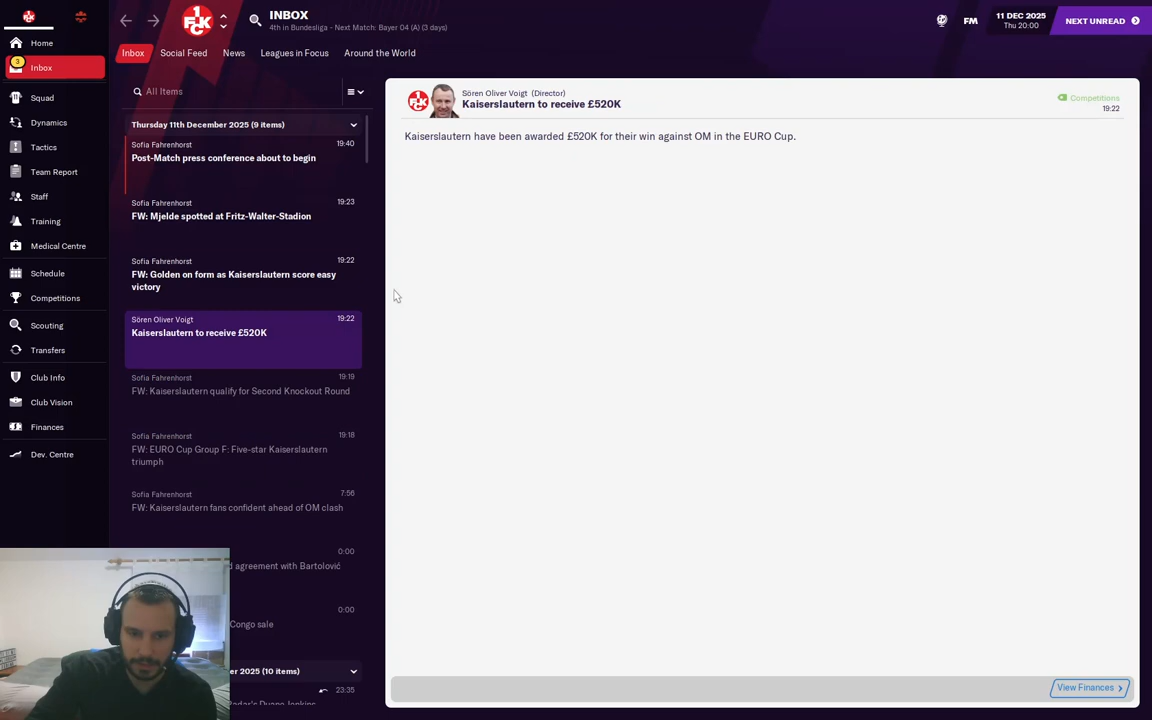 INBOX
4th in Bundesliga - Next Match: Bayer 04 (A) (3 days)
FM
11 DEC 2025
Thu 20:00
NEXT UNREAD
Home
3
Inbox
Squad
Dynamics
Tactics
Team Report
Staff
Training
Medical Centre
Schedule
Competitions
Scouting
Transfers
Club Info
Club Vision
Finances
Dev. Centre
Inbox
Social Feed
News
Leagues in Focus
Around the World
All Items
Thursday 11th December 2025 (9 items)
Sofia Fahrenhorst 19:40
Post-Match press conference about to begin
Sofia Fahrenhorst 19:23
FW: Mjelde spotted at Fritz-Walter-Stadion
Sofia Fahrenhorst 19:22
FW: Golden on form as Kaiserslautern score easy
victory
Sören Oliver Voigt 19:22
Kaiserslautern to receive £520K
Sofia Fahrenhorst 19:19
FW: Kaiserslautern qualify for Second Knockout Round
Sofia Fahrenhorst 19:18
FW: EURO Cup Group F: Five-star Kaiserslautern
triumph
Sofia Fahrenhorst 7:56
FW: Kaiserslautern fans confident ahead of OM clash
0:00
agreement with Bartolović
0:00
Congo sale
2025 (10 items)
23:35
Duane Jenkins
Sören Oliver Voigt (Director)
Kaiserslautern to receive £520K
Competitions
19:22
Kaiserslautern have been awarded £520K for their win against OM in the EURO Cup.
View Finances